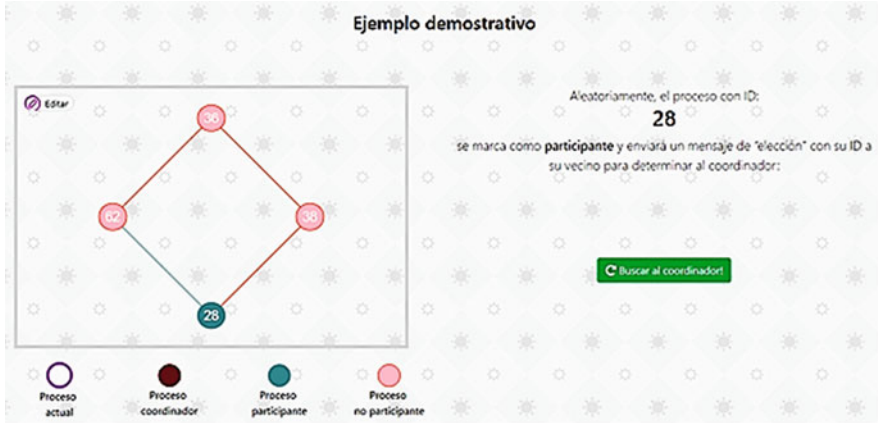 Ejemplo demostrativo
Editar
36
62
38
28
Aleatoriamente, el proceso con ID:
28
se marca como participante y enviará un mensaje de "elección" con su ID a
su vecino para determinar al coordinador:
Buscar al coordinador!
Proceso
actual
Proceso
coordinador
Proceso
participante
Proceso
no participante